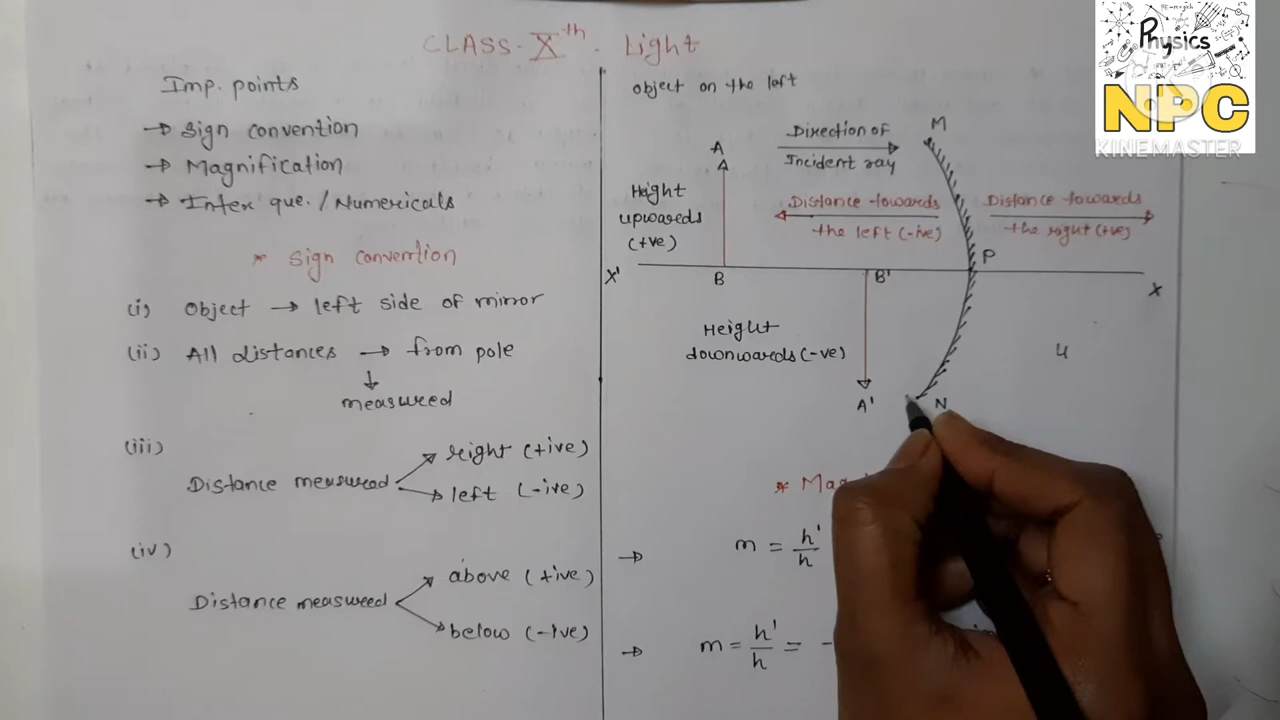 CLASS - Xth. Light
Imp. points
→ Sign convention
→ Magnification
→ Intex que. / Numericals
* Sign convention
(i) Object → left side of mirror
(ii) All distances → from pole
↓
measured
(iii)
Distance measured
right (+ive)
left (-ive)
(iv)
Distance measured
above (+ive)
below (-ive)
object on the left
M
Direction of
Incident ray
A
Height
upwards
(+ve)
Distance towards
the left (-ive)
Distance towards
the right (+ve)
P
X'
B
B'
X
Height
downwards (-ve)
A'
N
u
*
→ m = h'/h
→ m = h'/h = -
Physics
NPC
KINEMASTER